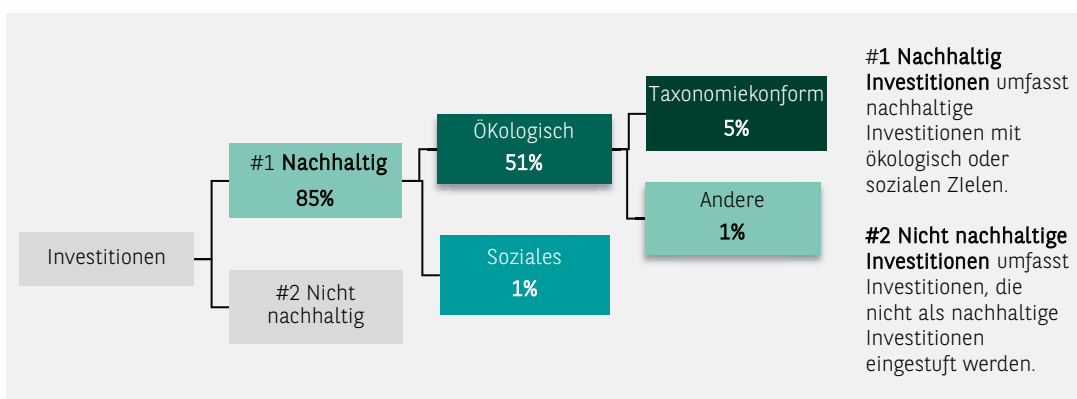 Investitionen
#1 Nachhaltig
85%
#2 Nicht
nachhaltig
ÖKologisch
51%
Soziales
1%
Taxonomiekonform
5%
Andere
1%
#1 Nachhaltig
Investitionen umfasst
nachhaltige
Investitionen mit
ökologisch oder
sozialen ZIelen.
#2 Nicht nachhaltige
Investitionen umfasst
Investitionen, die
nicht als nachhaltige
Investitionen
eingestuft werden.